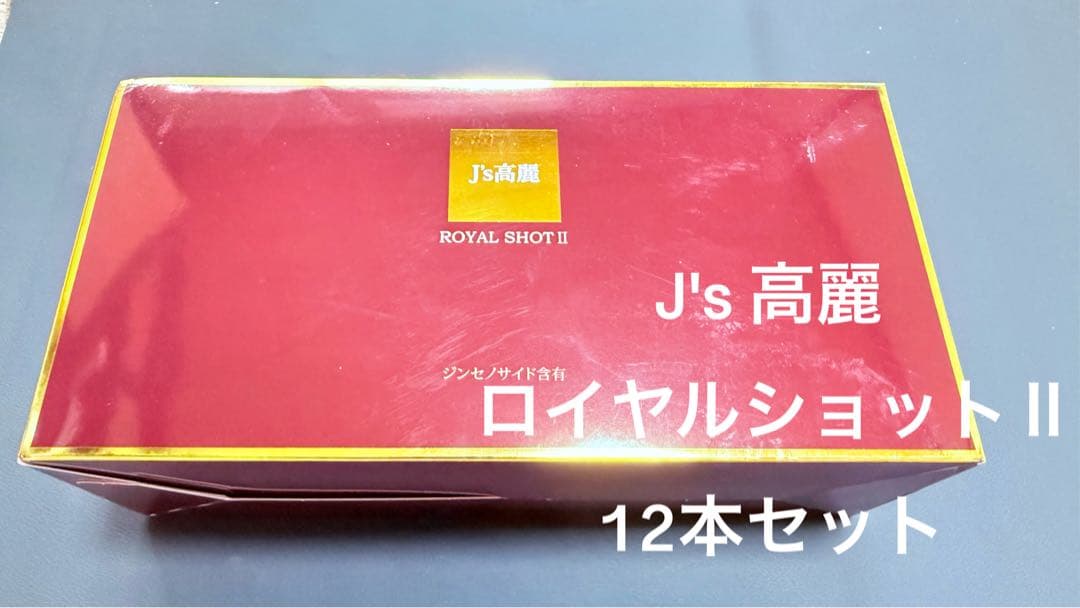 J's高麗
ROYAL SHOT II
J's 高麗
ジンセノサイド含有
ロイヤルショット II
12本セット